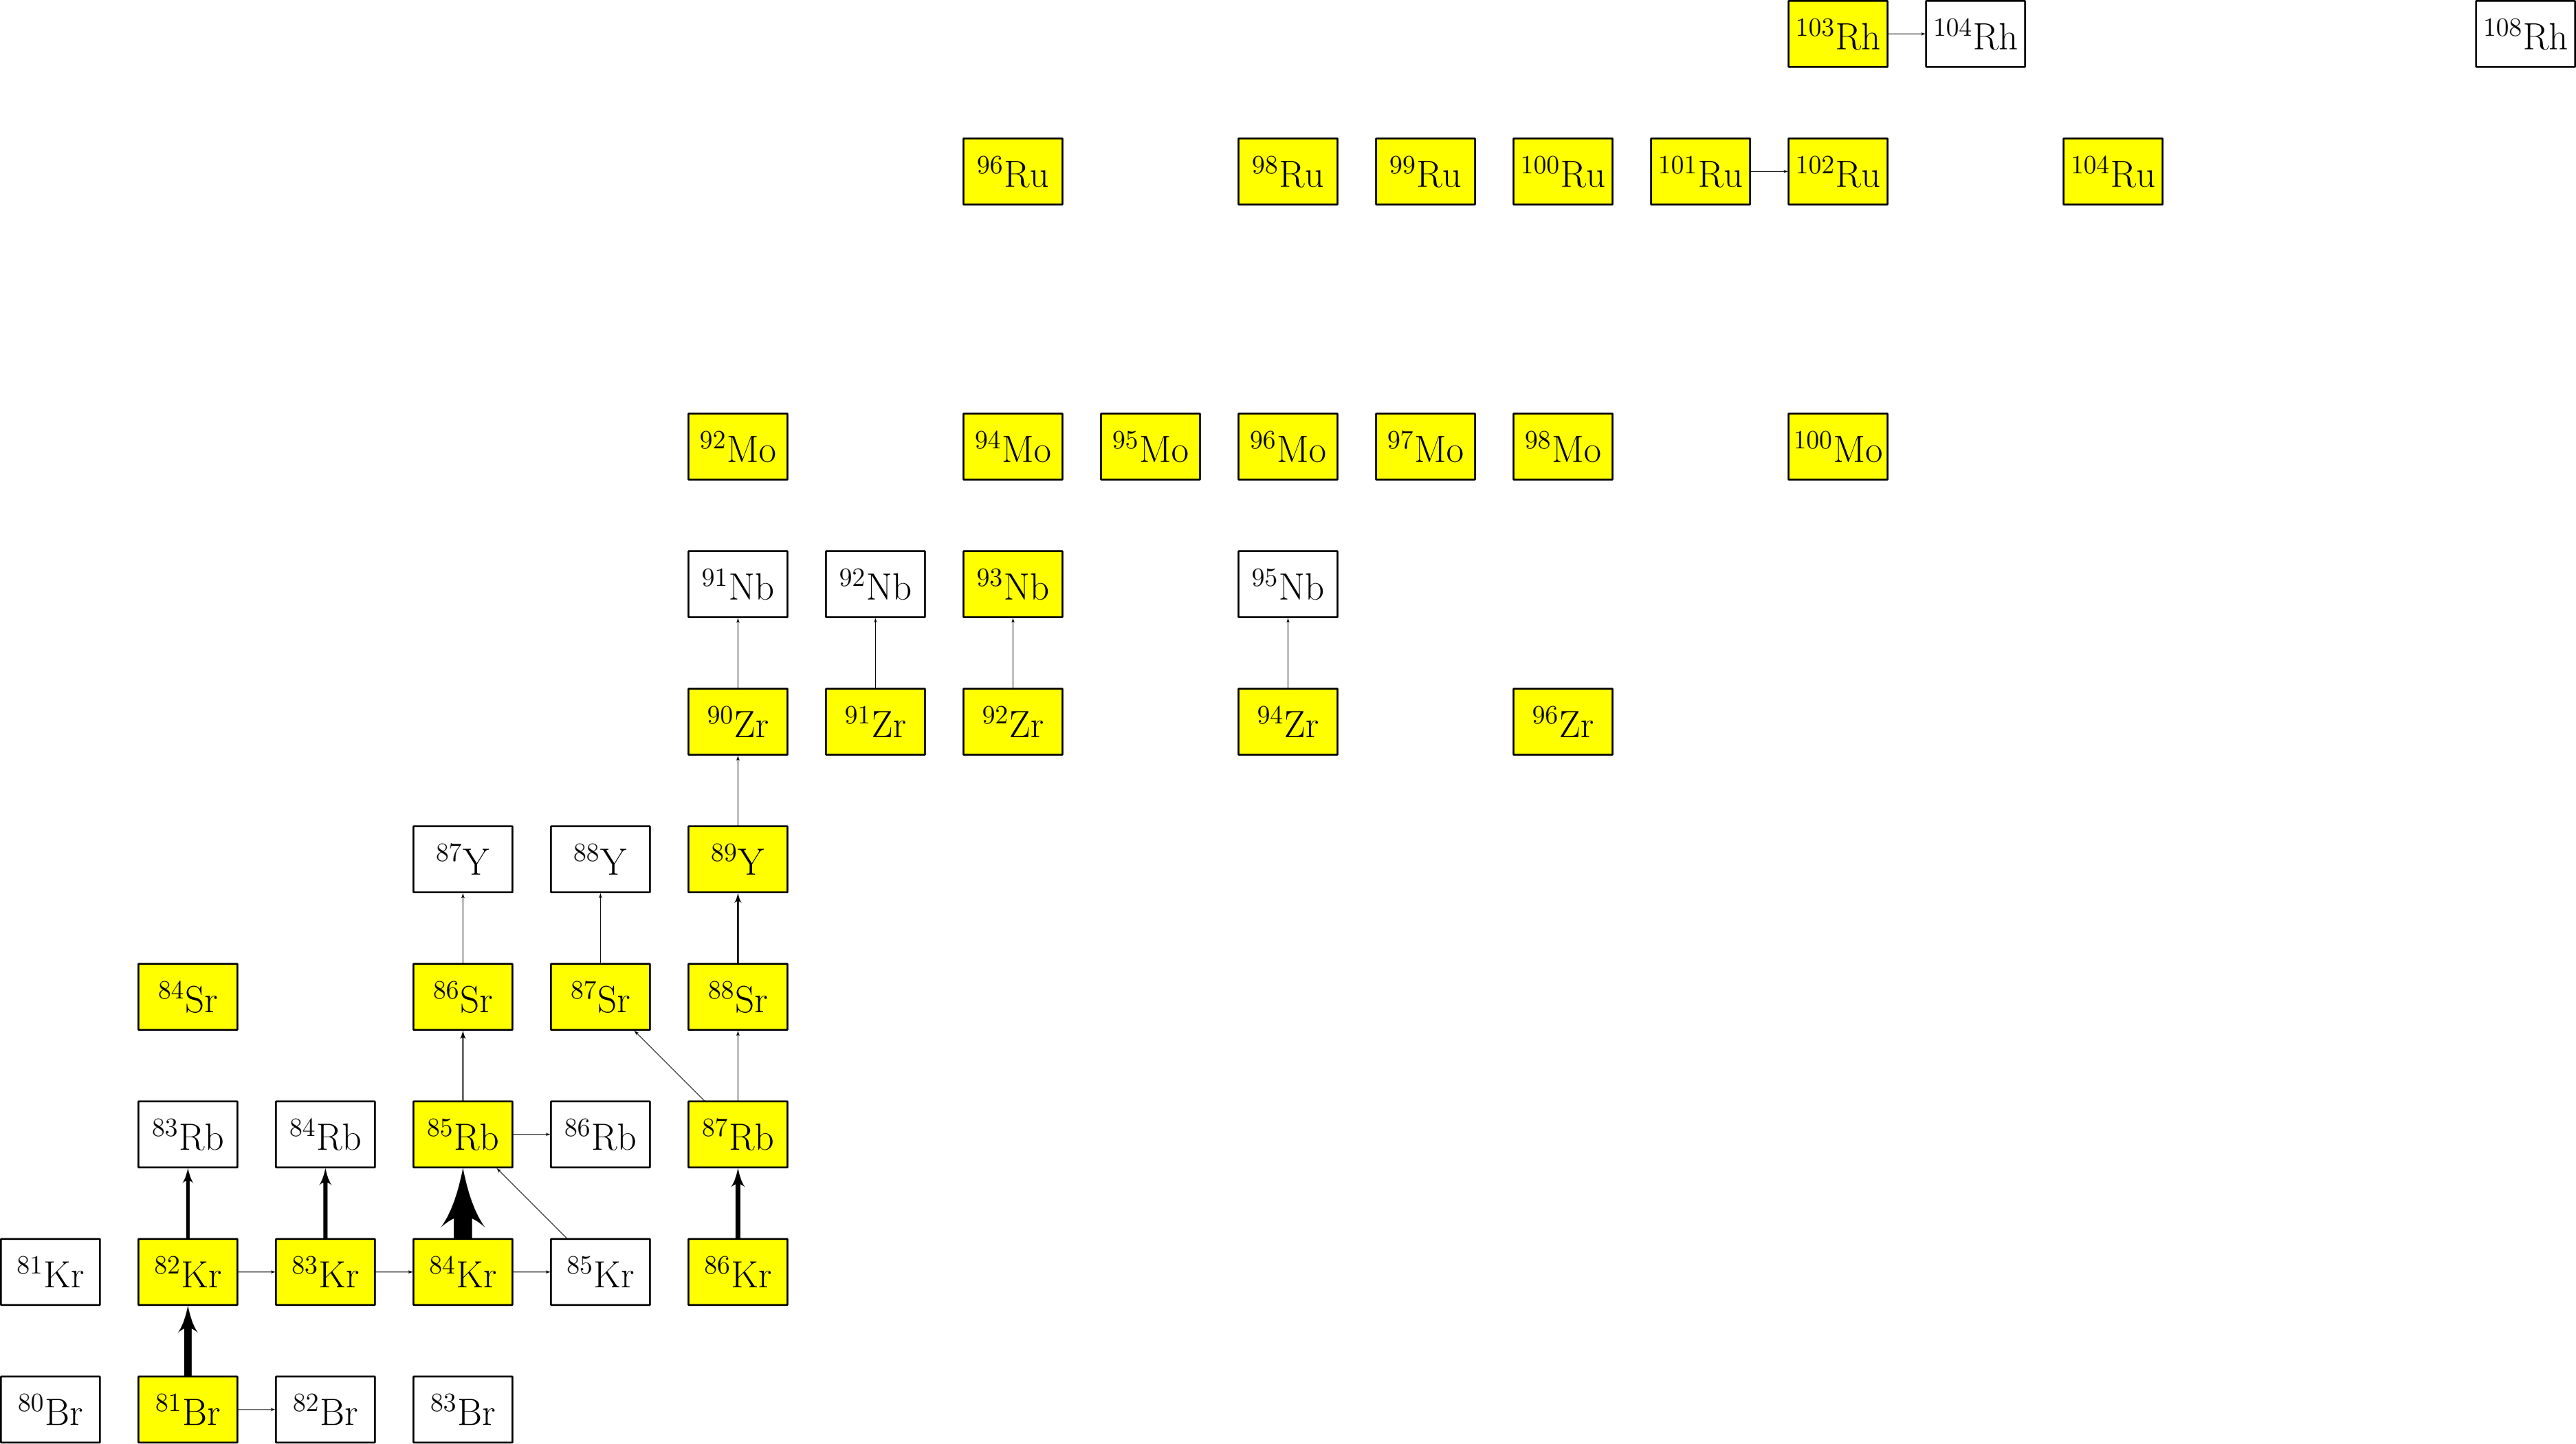 ¹⁰³Rh ¹⁰⁴Rh ¹⁰⁸Rh
⁹⁶Ru ⁹⁸Ru ⁹⁹Ru ¹⁰⁰Ru ¹⁰¹Ru ¹⁰²Ru ¹⁰⁴Ru
⁹²Mo ⁹⁴Mo ⁹⁵Mo ⁹⁶Mo ⁹⁷Mo ⁹⁸Mo ¹⁰⁰Mo
⁹¹Nb ⁹²Nb ⁹³Nb ⁹⁵Nb
⁹⁰Zr ⁹¹Zr ⁹²Zr ⁹⁴Zr ⁹⁶Zr
⁸⁷Y ⁸⁸Y ⁸⁹Y
⁸⁴Sr ⁸⁶Sr ⁸⁷Sr ⁸⁸Sr
⁸³Rb ⁸⁴Rb ⁸⁵Rb ⁸⁶Rb ⁸⁷Rb
⁸¹Kr ⁸²Kr ⁸³Kr ⁸⁴Kr ⁸⁵Kr ⁸⁶Kr
⁸⁰Br ⁸¹Br ⁸²Br ⁸³Br